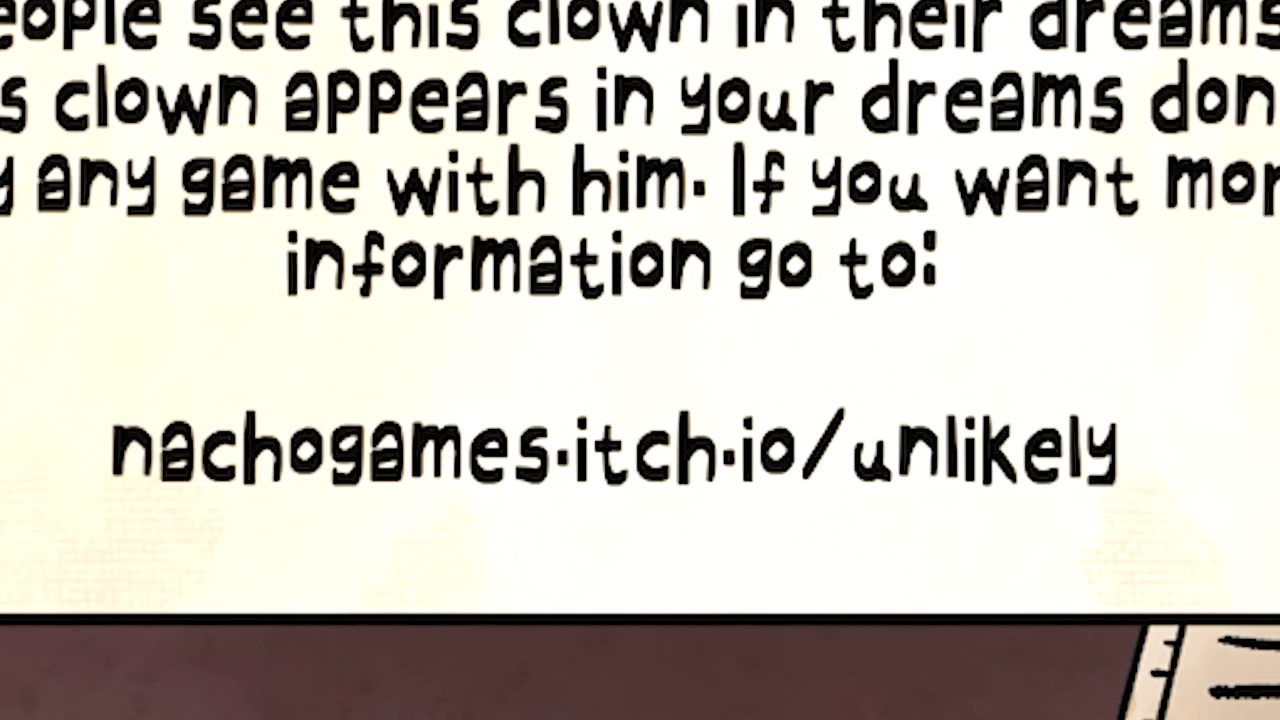 eople see this clown in their dreams
s clown appears in your dreams don
y any game with him. If you want mor
information go to:
nachogames.itch.io/unlikely